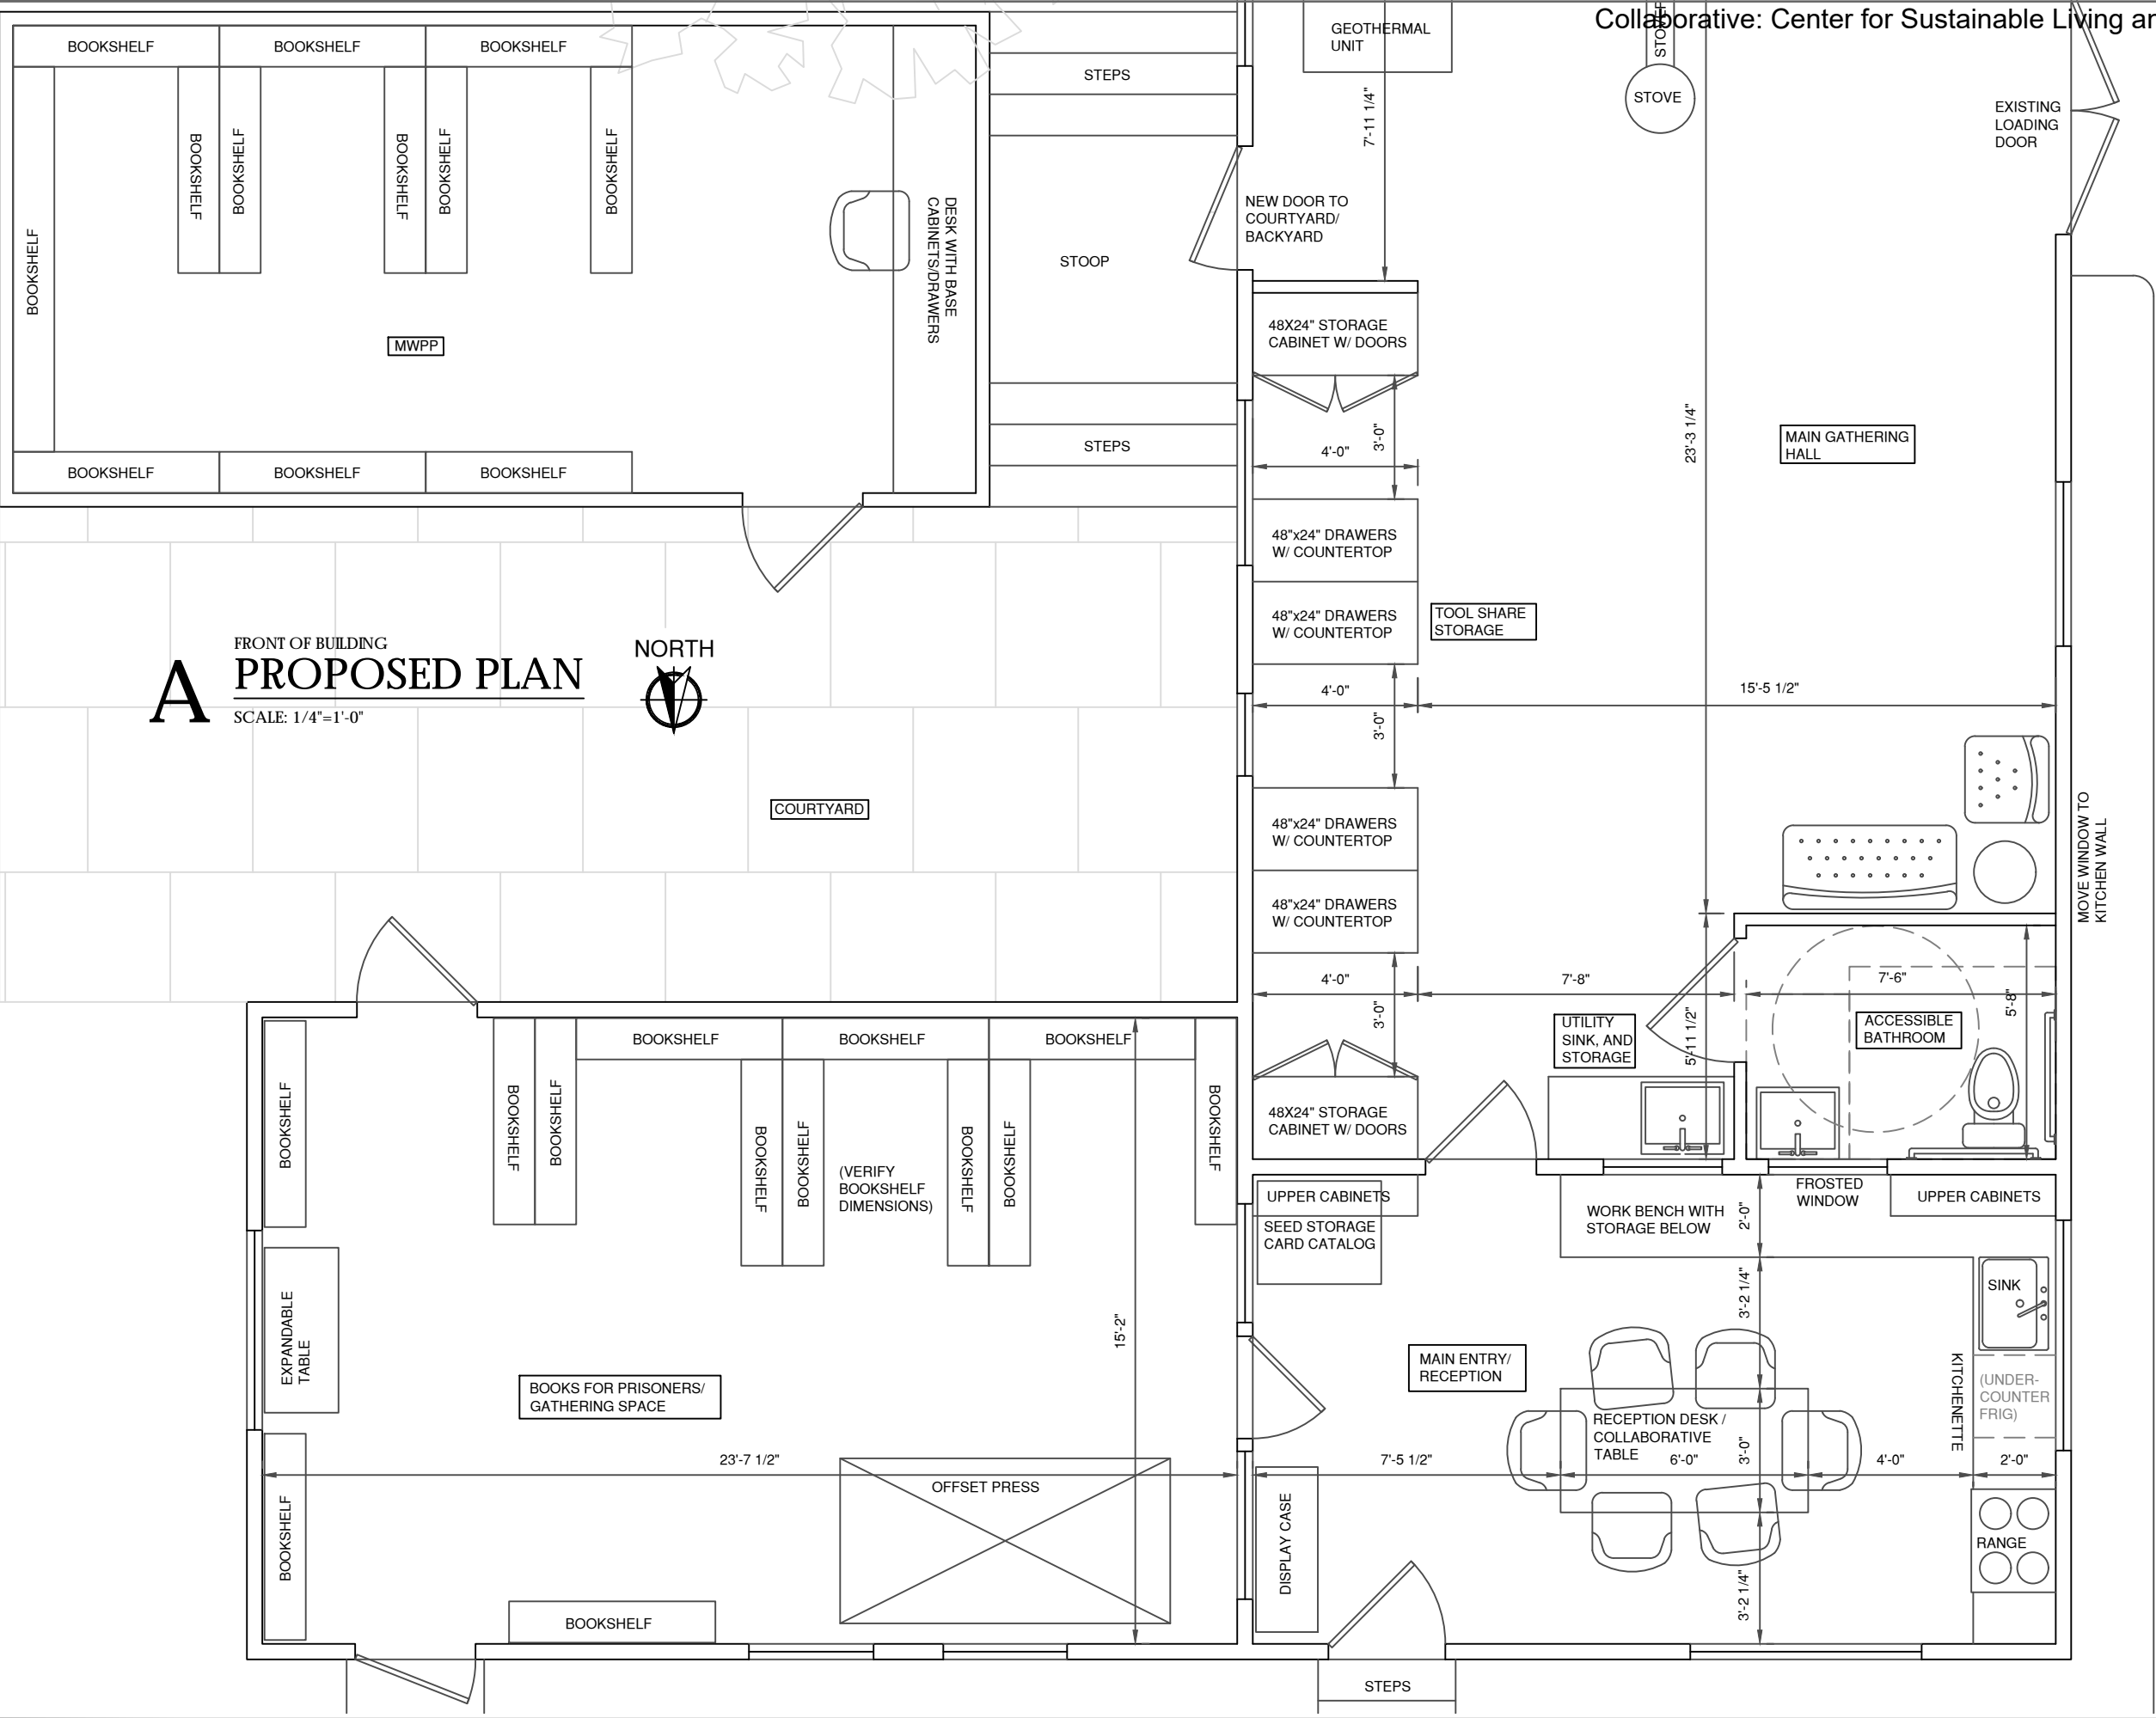 Collaborative: Center for Sustainable Living
BOOKSHELF
BOOKSHELF
BOOKSHELF
BOOKSHELF
BOOKSHELF
BOOKSHELF
BOOKSHELF
BOOKSHELF
BOOKSHELF
BOOKSHELF
DESK WITH BASE
CABINETS/DRAWERS
MWPP
BOOKSHELF
BOOKSHELF
BOOKSHELF
STEPS
STOOP
STEPS
GEOTHERMAL
UNIT
7'-11 1/4"
STOVE
EXISTING
LOADING
DOOR
NEW DOOR TO
COURTYARD/
BACKYARD
48X24" STORAGE
CABINET W/ DOORS
3'-0"
4'-0"
23'-3 1/4"
MAIN GATHERING
HALL
48"x24" DRAWERS
W/ COUNTERTOP
48"x24" DRAWERS
W/ COUNTERTOP
TOOL SHARE
STORAGE
4'-0"
15'-5 1/2"
3'-0"
A
FRONT OF BUILDING
PROPOSED PLAN
SCALE: 1/4"=1'-0"
NORTH
COURTYARD
48"x24" DRAWERS
W/ COUNTERTOP
48"x24" DRAWERS
W/ COUNTERTOP
MOVE WINDOW TO
KITCHEN WALL
4'-0"
7'-8"
7'-6"
3'-0"
5'-8"
UTILITY
SINK, AND
STORAGE
5'-11 1/2"
ACCESSIBLE
BATHROOM
48X24" STORAGE
CABINET W/ DOORS
BOOKSHELF
BOOKSHELF
BOOKSHELF
BOOKSHELF
BOOKSHELF
BOOKSHELF
BOOKSHELF
BOOKSHELF
(VERIFY
BOOKSHELF
DIMENSIONS)
BOOKSHELF
BOOKSHELF
BOOKSHELF
EXPANDABLE
TABLE
15'-2"
BOOKS FOR PRISONERS/
GATHERING SPACE
23'-7 1/2"
OFFSET PRESS
BOOKSHELF
BOOKSHELF
UPPER CABINETS
SEED STORAGE
CARD CATALOG
WORK BENCH WITH
STORAGE BELOW
2'-0"
FROSTED
WINDOW
UPPER CABINETS
3'-2 1/4"
SINK
MAIN ENTRY/
RECEPTION
KITCHENETTE
(UNDER-
COUNTER
FRIG)
RECEPTION DESK /
COLLABORATIVE
TABLE
7'-5 1/2"
6'-0"
3'-0"
4'-0"
2'-0"
DISPLAY CASE
RANGE
3'-2 1/4"
STEPS